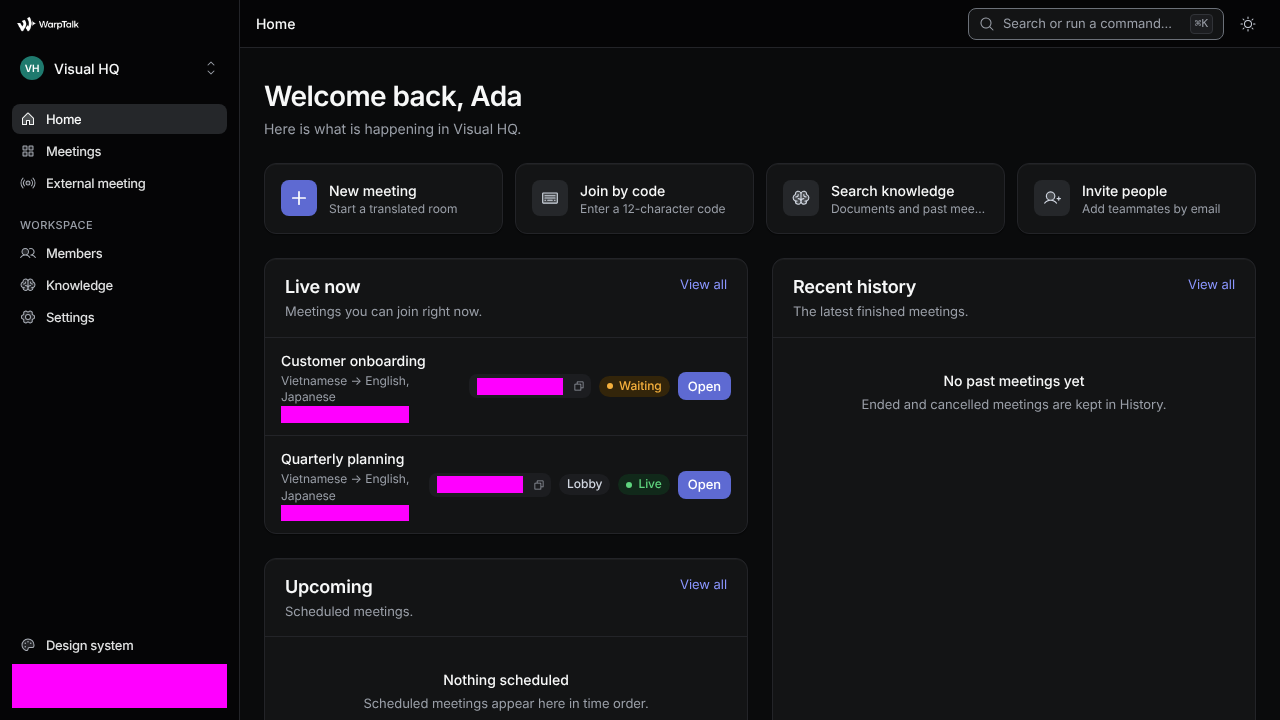 WarpTalk
Home
Search or run a command...
⌘K
VH
Visual HQ
Home
Meetings
External meeting
WORKSPACE
Members
Knowledge
Settings
Design system
Welcome back, Ada
Here is what is happening in Visual HQ.
New meeting
Start a translated room
Join by code
Enter a 12-character code
Search knowledge
Documents and past mee...
Invite people
Add teammates by email
Live now
View all
Meetings you can join right now.
Customer onboarding
Vietnamese → English,
Japanese
Waiting
Open
Quarterly planning
Vietnamese → English,
Japanese
Lobby
Live
Open
Upcoming
View all
Scheduled meetings.
Nothing scheduled
Scheduled meetings appear here in time order.
Recent history
View all
The latest finished meetings.
No past meetings yet
Ended and cancelled meetings are kept in History.